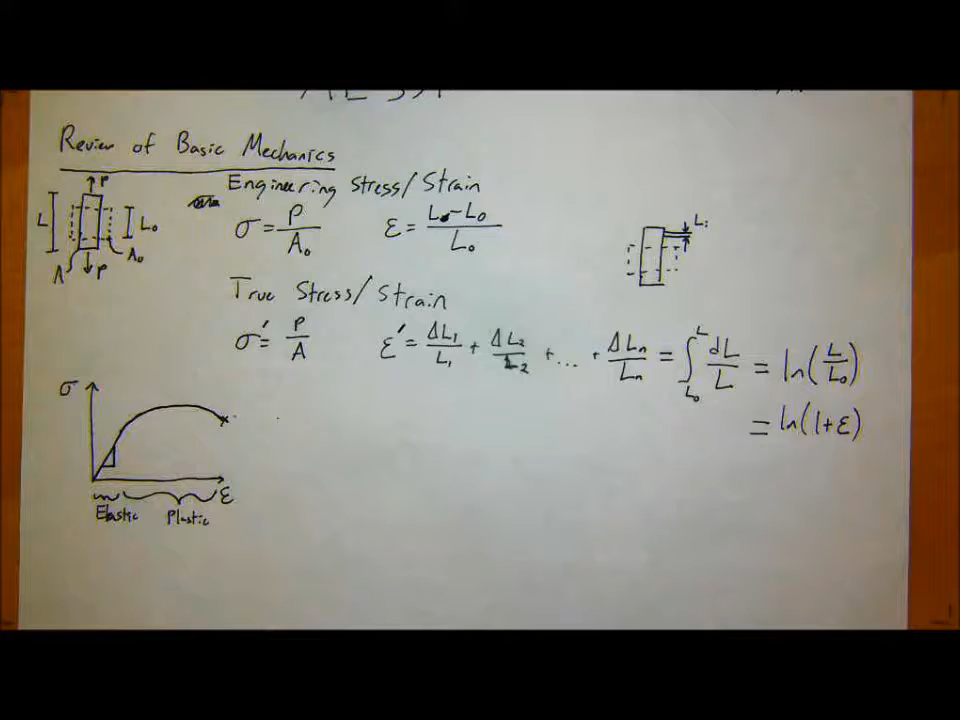 Review of Basic Mechanics
Engineering Stress/Strain
P
L
L₀
A
A₀
P
σ = P/A₀
ε = (L - L₀)/L₀
L₁
True Stress/Strain
σ' = P/A
ε' = ΔL₁/L₁ + ΔL₂/L₂ + ... + ΔLₙ/Lₙ = ∫_{L₀}^{L} dL/L = ln(L/L₀)
= ln(1+ε)
σ
ε
Elastic
Plastic